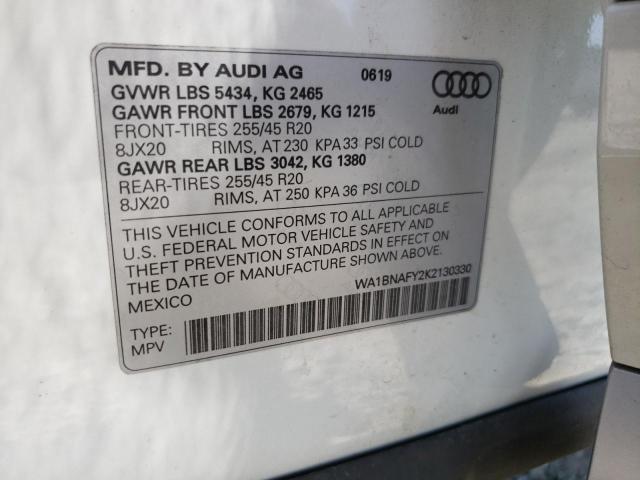 MFD. BY AUDI AG 0619
GVWR LBS 5434, KG 2465
GAWR FRONT LBS 2679, KG 1215
FRONT-TIRES 255/45 R20
8JX20 RIMS, AT 230 KPA 33 PSI COLD
GAWR REAR LBS 3042, KG 1380
REAR-TIRES 255/45 R20
8JX20 RIMS, AT 250 KPA 36 PSI COLD
Audi
THIS VEHICLE CONFORMS TO ALL APPLICABLE
U.S. FEDERAL MOTOR VEHICLE SAFETY AND
THEFT PREVENTION STANDARDS IN EFFECT ON
THE DATE OF MANUFACTURE SHOWN ABOVE.
MEXICO
WA1BNAFY2K2130330
TYPE:
MPV